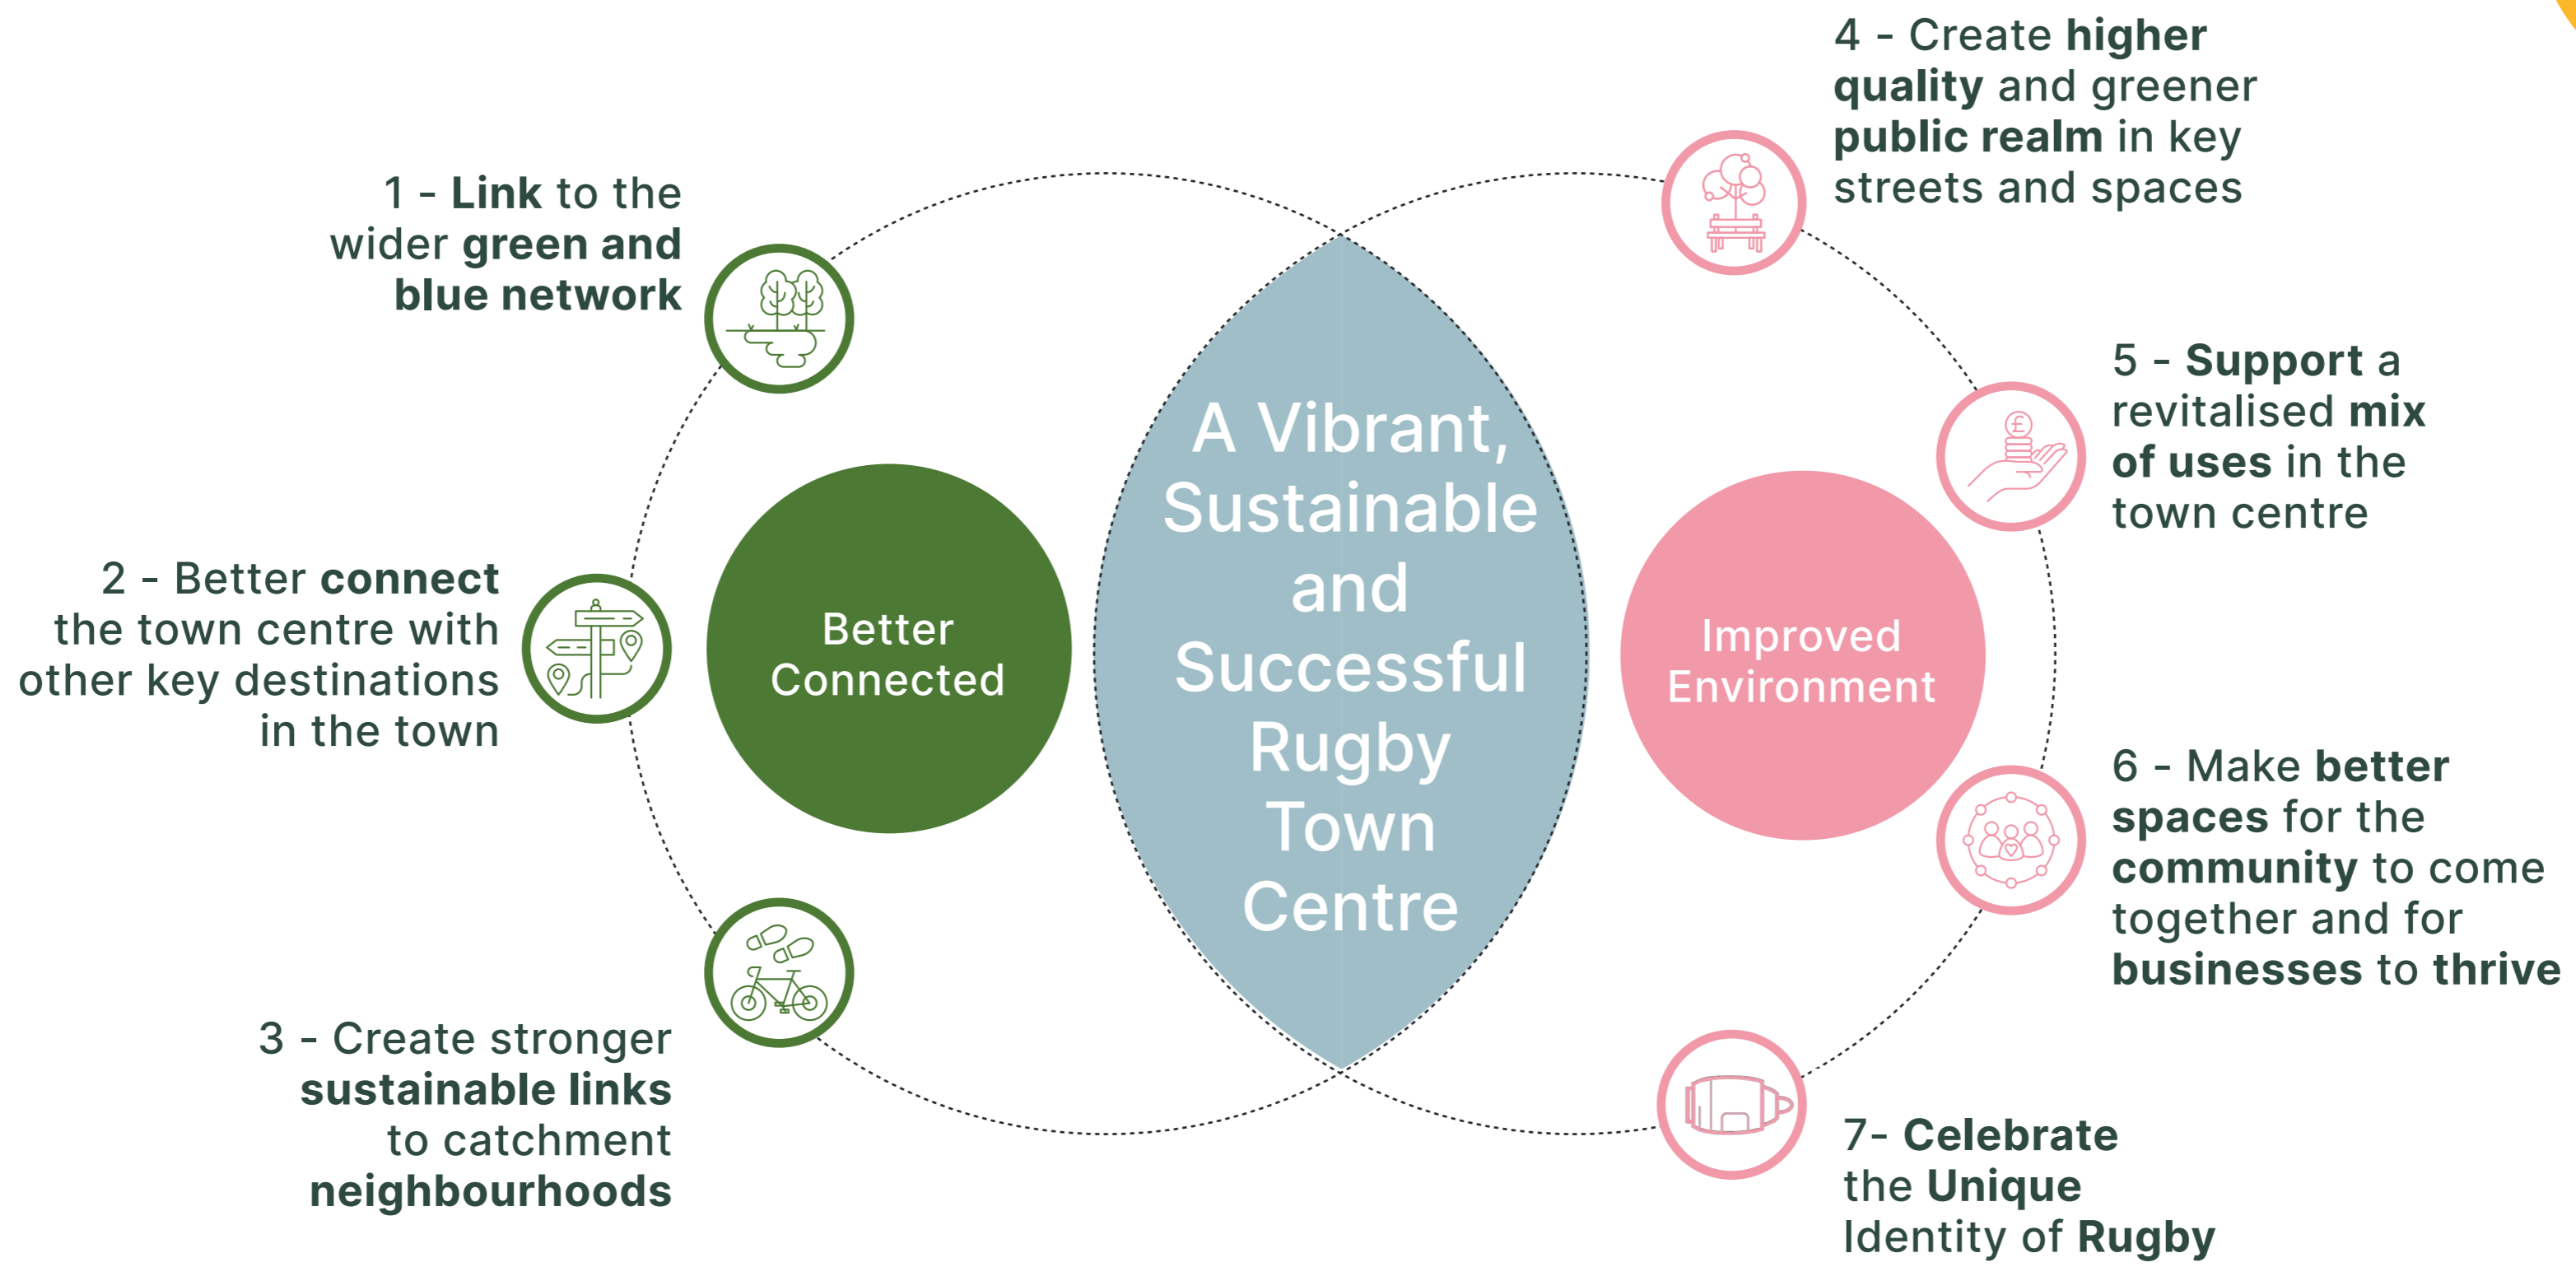 1 - Link to the
wider green and
blue network
2 - Better connect
the town centre with
other key destinations
in the town
3 - Create stronger
sustainable links
to catchment
neighbourhoods
Better
Connected
A Vibrant,
Sustainable
and
Successful
Rugby
Town
Centre
Improved
Environment
4 - Create higher
quality and greener
public realm in key
streets and spaces
£
5 - Support a
revitalised mix
of uses in the
town centre
6 - Make better
spaces for the
community to come
together and for
businesses to thrive
7- Celebrate
the Unique
Identity of Rugby